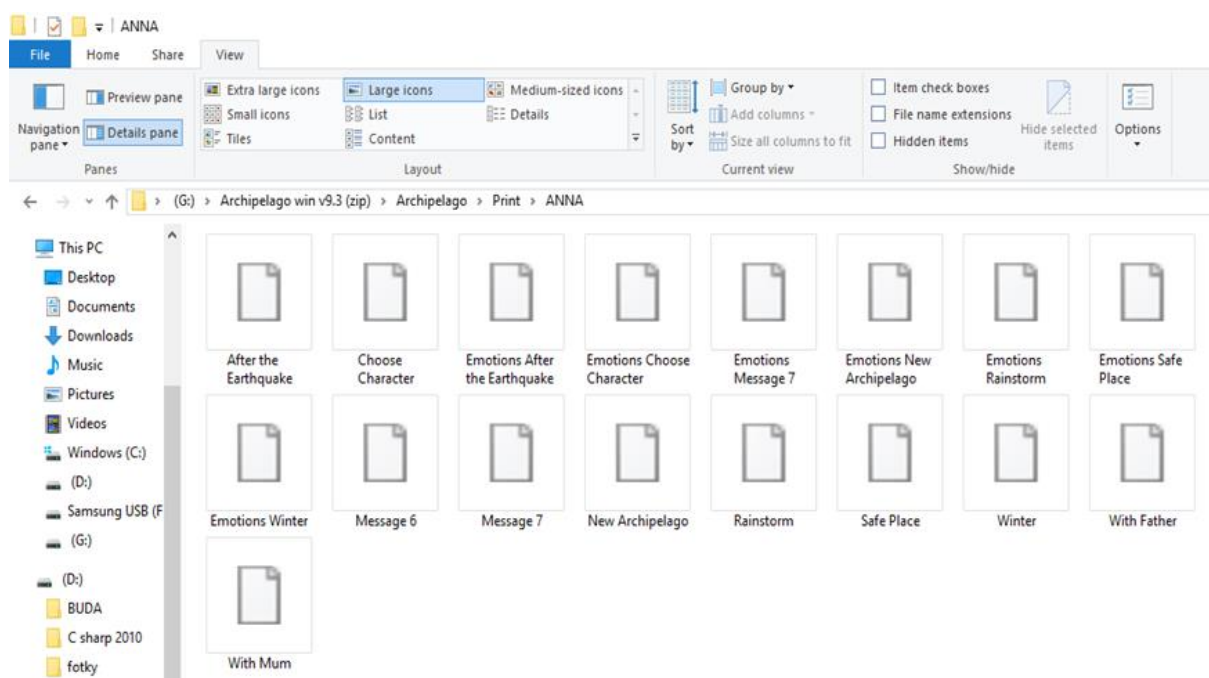 ANNA
File Home Share View
Navigation pane
Preview pane
Details pane
Panes
Extra large icons Large icons Medium-sized icons
Small icons List Details
Tiles Content
Layout
Sort by
Group by
Add columns
Size all columns to fit
Current view
Item check boxes
File name extensions
Hidden items
Hide selected items
Show/hide
Options
(G:) > Archipelago win v9.3 (zip) > Archipelago > Print > ANNA
This PC
Desktop
Documents
Downloads
Music
Pictures
Videos
Windows (C:)
(D:)
Samsung USB (F
(G:)
(D:)
BUDA
C sharp 2010
fotky
After the Earthquake
Choose Character
Emotions After the Earthquake
Emotions Choose Character
Emotions Message 7
Emotions New Archipelago
Emotions Rainstorm
Emotions Safe Place
Emotions Winter
Message 6
Message 7
New Archipelago
Rainstorm
Safe Place
Winter
With Father
With Mum